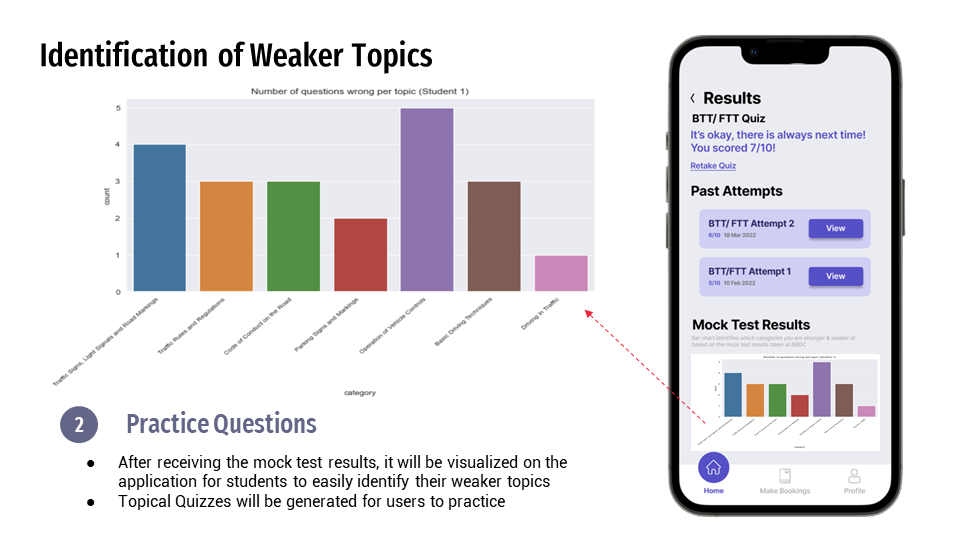 Identification of Weaker Topics
Number of questions wrong per topic (Student 1)
count
5
4
3
2
1
0
Traffic Signs, Light Signals and Road Markings
Traffic Rules and Regulations
Code of Conduct on the Road
Parking Signs and Markings
Operation of Vehicle Controls
Basic Driving Techniques
Driving in Traffic
category
2
Practice Questions
● After receiving the mock test results, it will be visualized on the
application for students to easily identify their weaker topics
● Topical Quizzes will be generated for users to practice
Results
BTT/ FTT Quiz
It's okay, there is always next time!
You scored 7/10!
Retake Quiz
Past Attempts
BTT/ FTT Attempt 2
6/10 18 Mar 2022
View
BTT/FTT Attempt 1
5/10 10 Feb 2022
View
Mock Test Results
Bar chart identifies which categories you are stronger & weaker at
based on the mock test results taken at BBDC
Number of questions wrong per topic (Student 1)
Home
Make Bookings
Profile